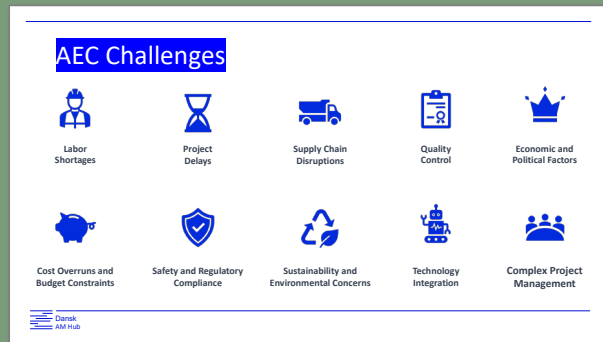 AEC Challenges
Labor
Shortages
Project
Delays
Supply Chain
Disruptions
Quality
Control
Economic and
Political Factors
Cost Overruns and
Budget Constraints
Safety and Regulatory
Compliance
Sustainability and
Environmental Concerns
Technology
Integration
Complex Project
Management
Dansk
AM Hub